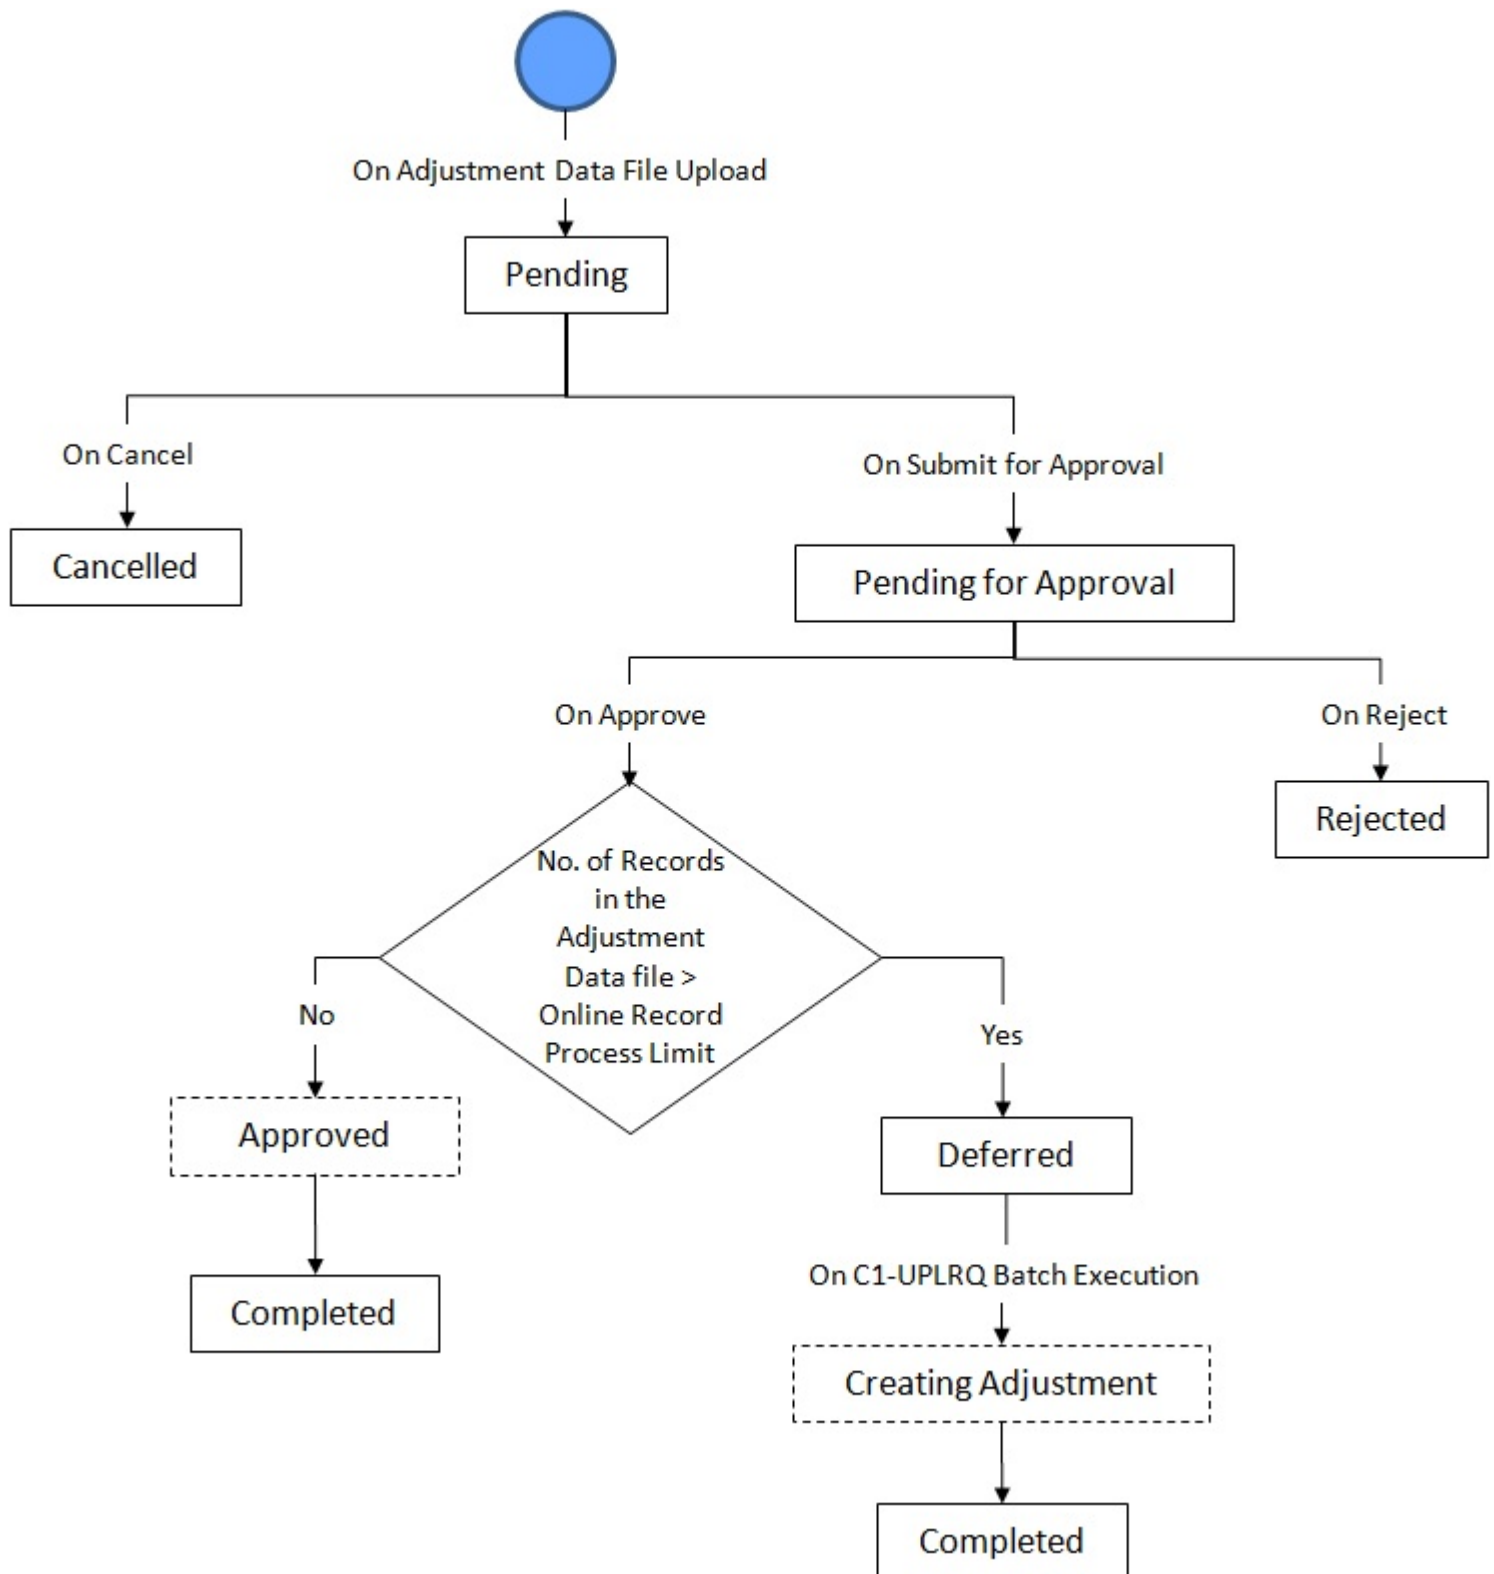 On Adjustment Data File Upload
Pending
On Cancel
On Submit for Approval
Cancelled
Pending for Approval
On Approve
On Reject
Rejected
No. of Records
in the
Adjustment
Data file >
Online Record
Process Limit
No
Yes
Approved
Deferred
On C1-UPLRQ Batch Execution
Completed
Creating Adjustment
Completed